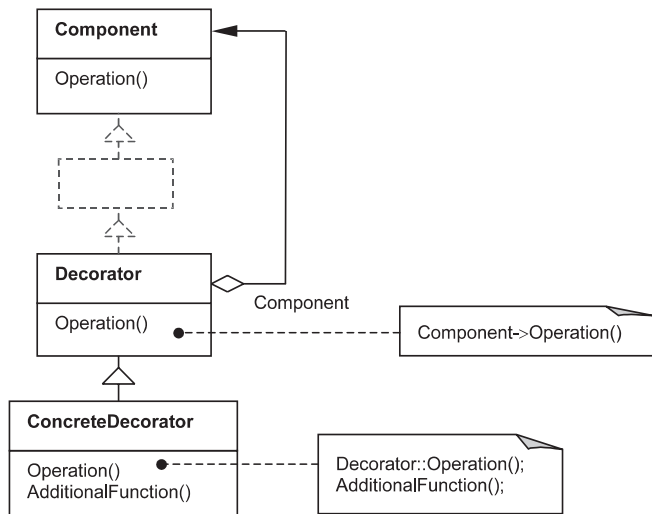 Component
Operation()
Decorator
Operation()
Component
Component->Operation()
ConcreteDecorator
Operation()
AdditionalFunction()
Decorator::Operation();
AdditionalFunction();